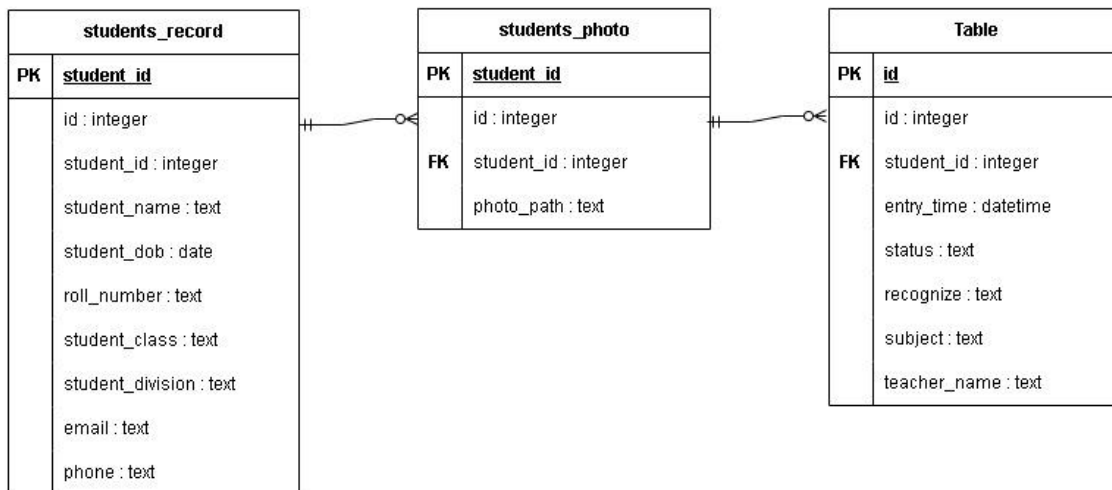 students_record
PK student_id
id : integer
student_id : integer
student_name : text
student_dob : date
roll_number : text
student_class : text
student_division : text
email : text
phone : text
students_photo
PK student_id
id : integer
FK student_id : integer
photo_path : text
Table
PK id
id : integer
FK student_id : integer
entry_time : datetime
status : text
recognize : text
subject : text
teacher_name : text